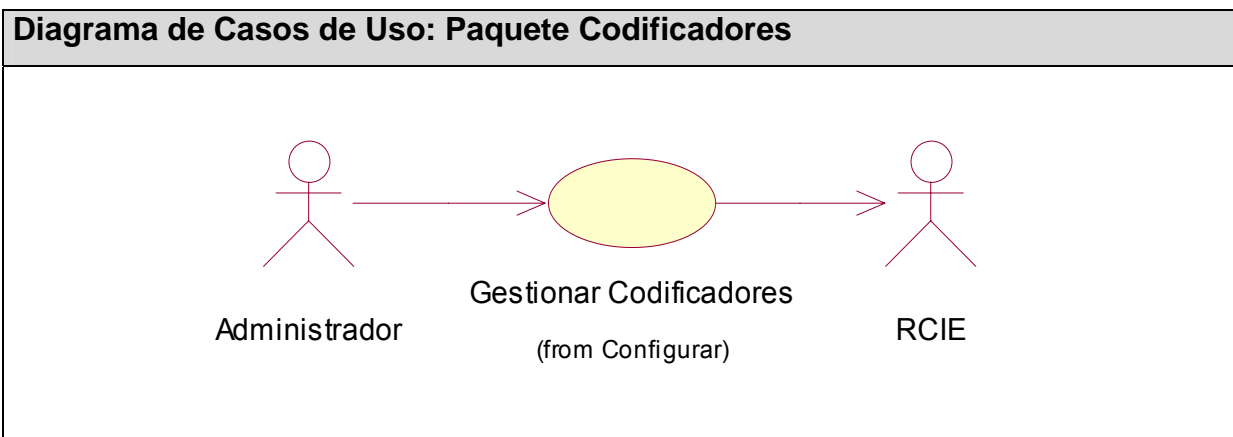 Diagrama de Casos de Uso: Paquete Codificadores
Gestionar Codificadores
Administrador
RCIE
(from Configurar)